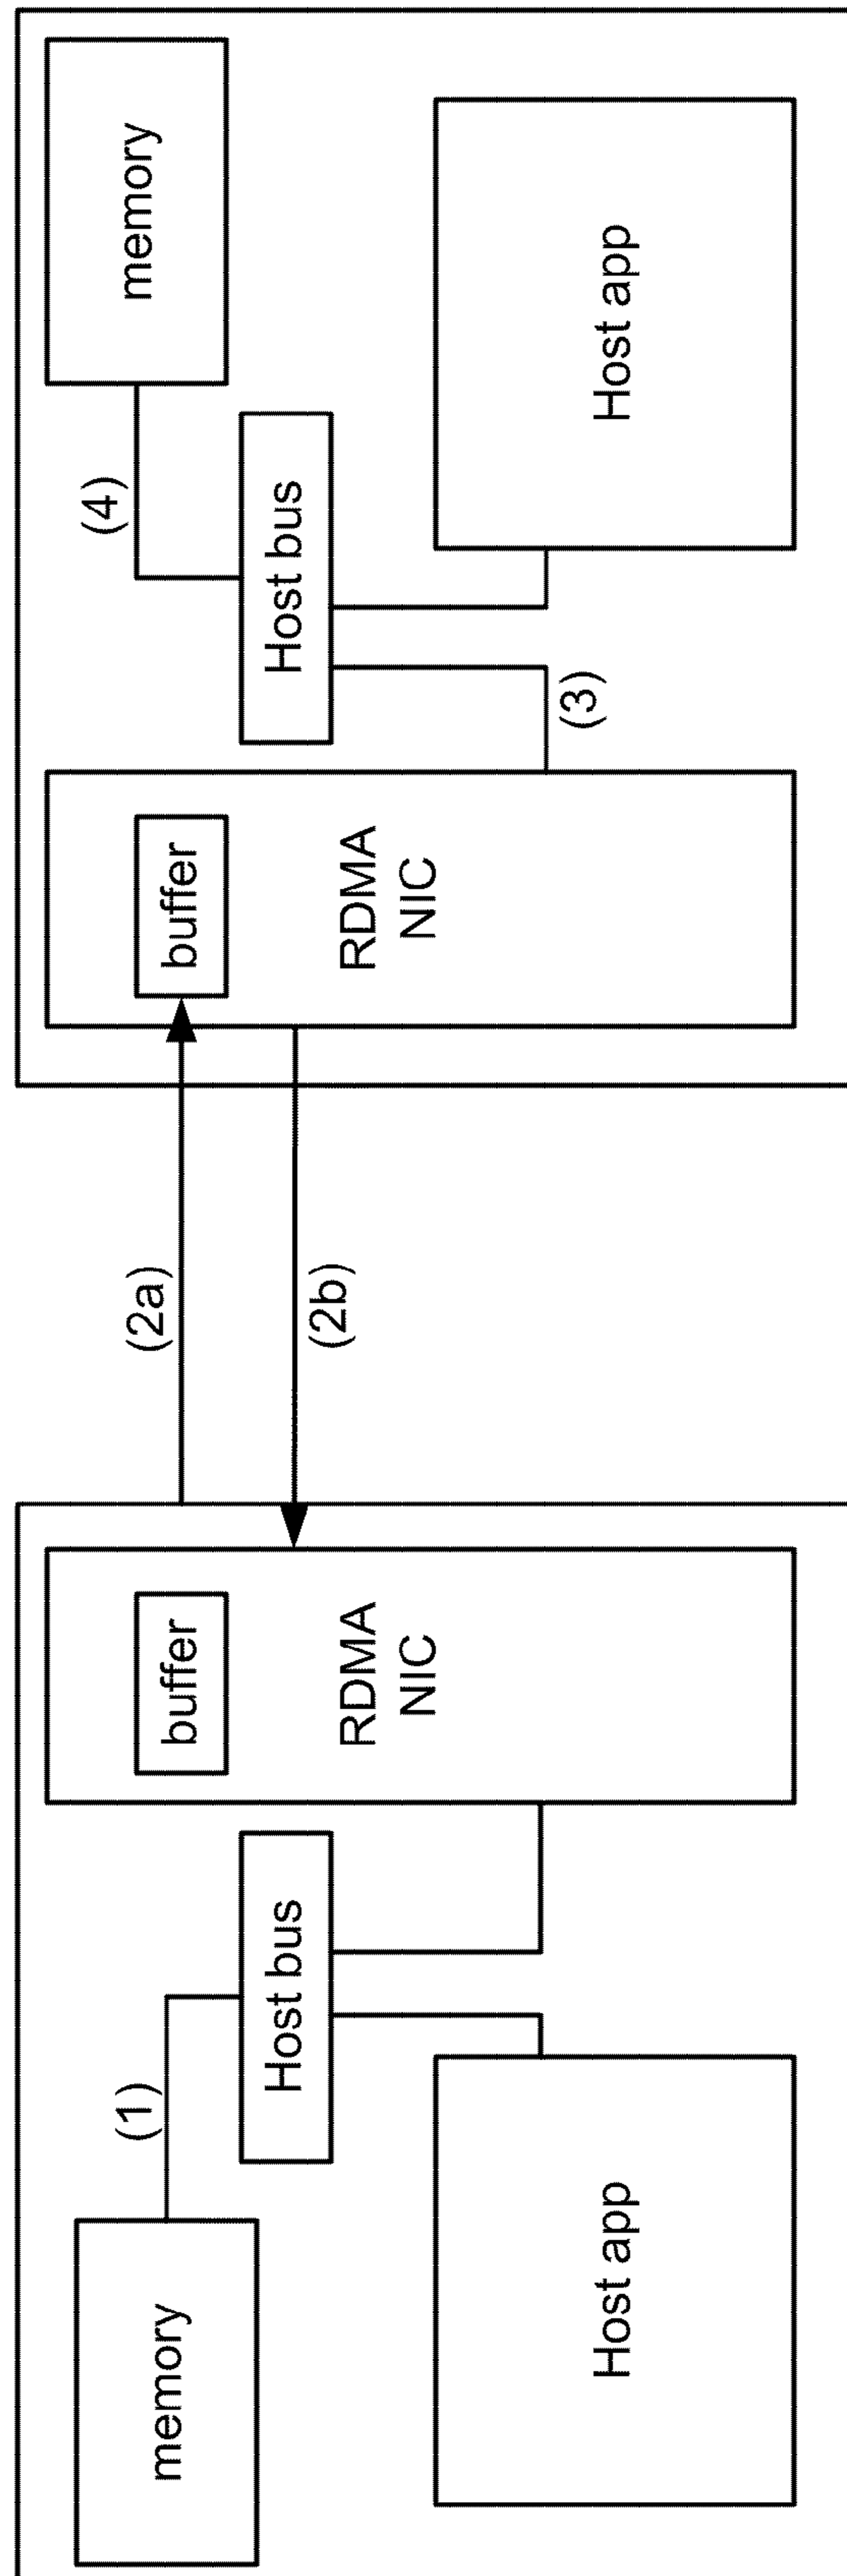 memory
(1)
Host bus
Host app
buffer
RDMA
NIC
(2a)
(2b)
buffer
RDMA
NIC
(3)
Host bus
(4)
memory
Host app